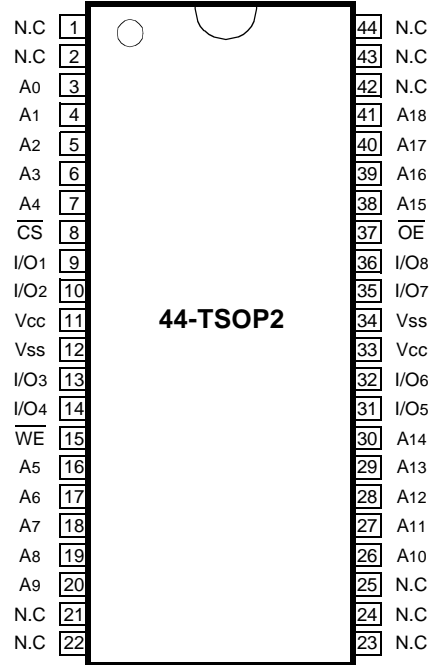 N.C 1 44 N.C
N.C 2 43 N.C
A0 3 42 N.C
A1 4 41 A18
A2 5 40 A17
A3 6 39 A16
A4 7 38 A15
CS 8 37 OE
I/O1 9 36 I/O8
I/O2 10 35 I/O7
Vcc 11 44-TSOP2 34 Vss
Vss 12 33 Vcc
I/O3 13 32 I/O6
I/O4 14 31 I/O5
WE 15 30 A14
A5 16 29 A13
A6 17 28 A12
A7 18 27 A11
A8 19 26 A10
A9 20 25 N.C
N.C 21 24 N.C
N.C 22 23 N.C